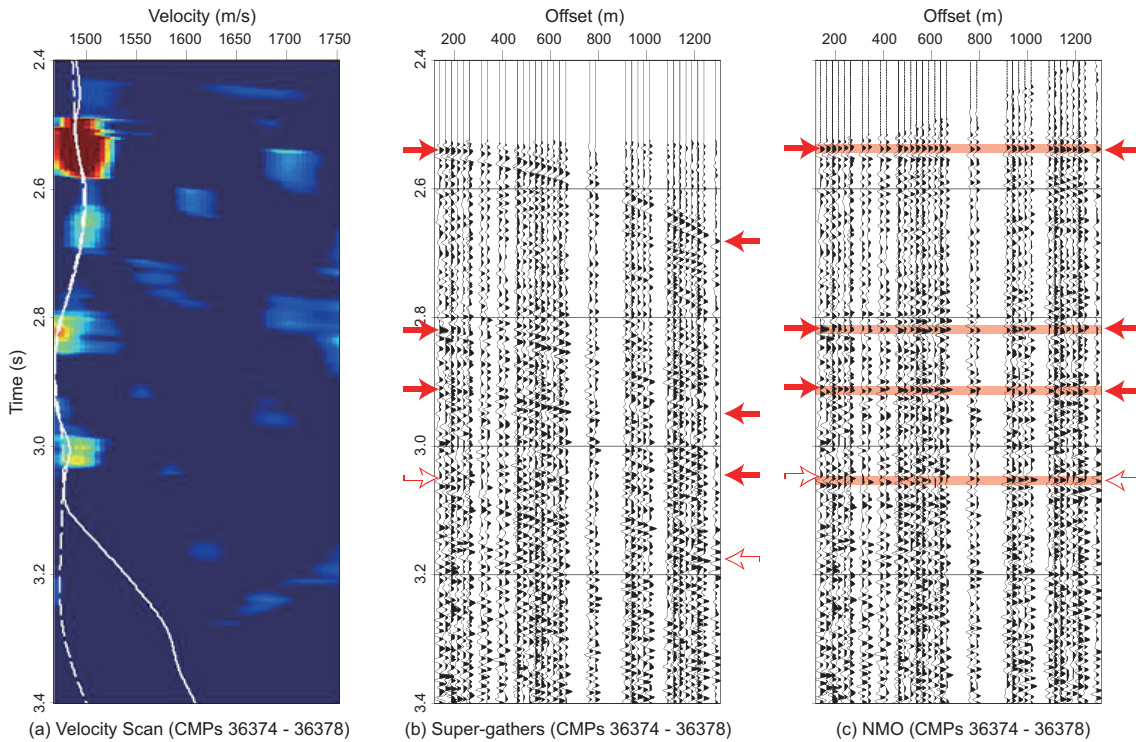 Velocity (m/s)
1500 1600 1700 1750
Offset (m)
200 400 600 800 1000 1200
Offset (m)
200 400 600 800 1000 1200
Time (s)
2.4
2.6
2.8
3.0
3.2
3.4
2.4
2.6
2.8
3.0
3.2
3.4
2.4
2.6
2.8
3.0
3.2
3.4
(a) Velocity Scan (CMPs 36374 - 36378)
(b) Super-gathers (CMPs 36374 - 36378)
(c) NMO (CMPs 36374 - 36378)